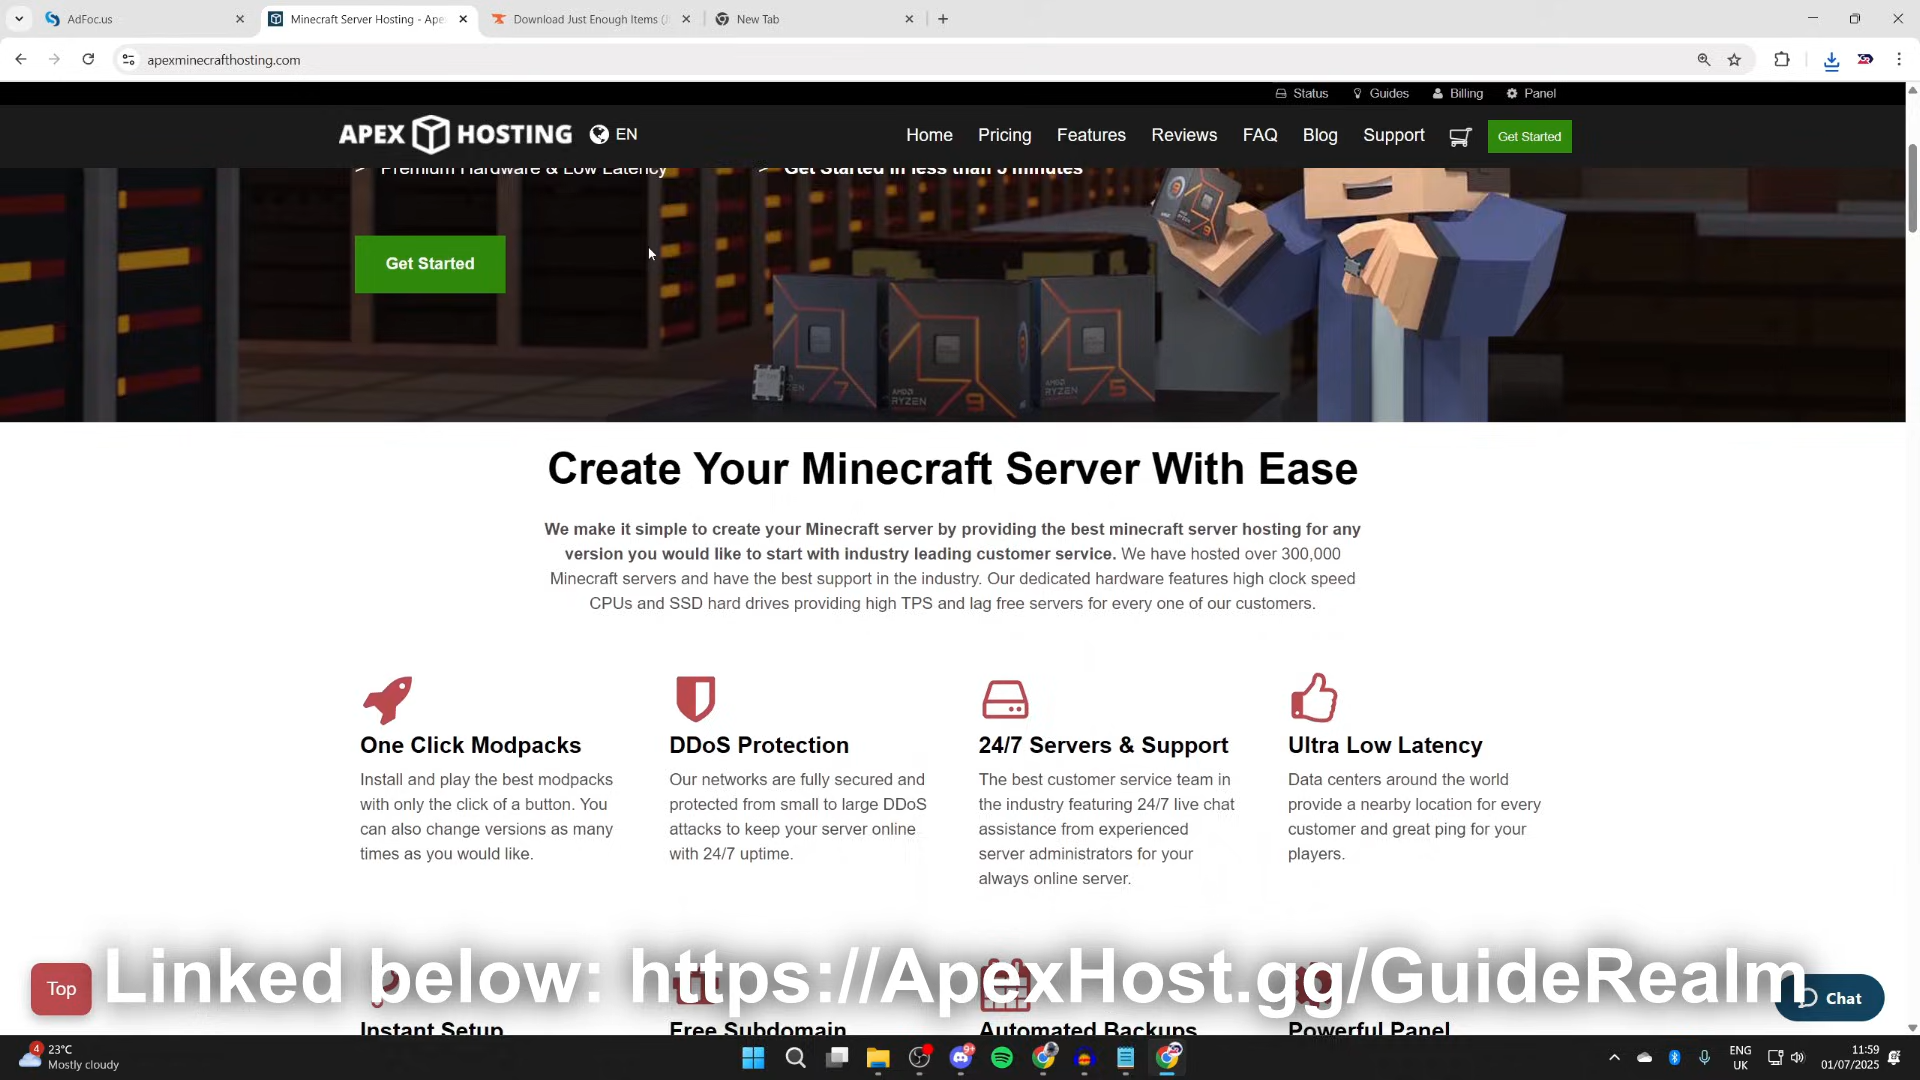 AdFoc.us
Minecraft Server Hosting - Ape
Download Just Enough Items (J
New Tab
apexminecrafthosting.com
Status
Guides
Billing
Panel
APEX HOSTING
EN
Home
Pricing
Features
Reviews
FAQ
Blog
Support
Get Started
Premium Hardware & Low Latency
Get Started in less than 5 minutes
Get Started
AMD RYZEN 9
AMD RYZEN 5
Create Your Minecraft Server With Ease
We make it simple to create your Minecraft server by providing the best minecraft server hosting for any
version you would like to start with industry leading customer service. We have hosted over 300,000
Minecraft servers and have the best support in the industry. Our dedicated hardware features high clock speed
CPUs and SSD hard drives providing high TPS and lag free servers for every one of our customers.
One Click Modpacks
Install and play the best modpacks
with only the click of a button. You
can also change versions as many
times as you would like.
DDoS Protection
Our networks are fully secured and
protected from small to large DDoS
attacks to keep your server online
with 24/7 uptime.
24/7 Servers & Support
The best customer service team in
the industry featuring 24/7 live chat
assistance from experienced
server administrators for your
always online server.
Ultra Low Latency
Data centers around the world
provide a nearby location for every
customer and great ping for your
players.
Top
Linked below: https://ApexHost.gg/GuideRealm
Chat
Instant Setup
Free Subdomain
Automated Backups
Powerful Panel
4
23°C
Mostly cloudy
9+
ENG
UK
11:59
01/07/2025